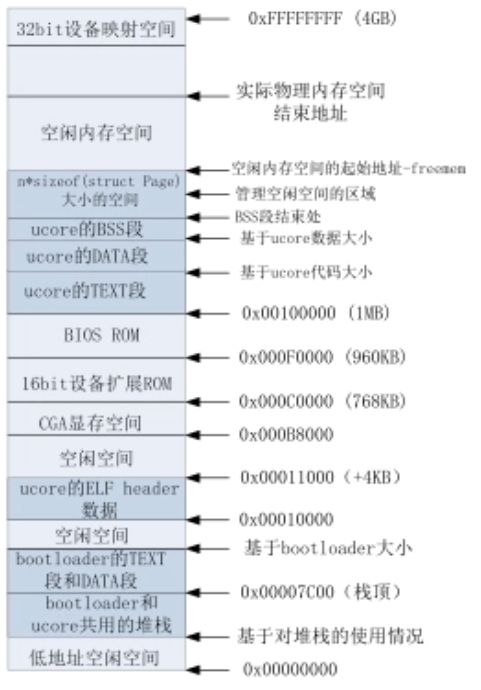 32bit设备映射空间
0xFFFFFFFF (4GB)
实际物理内存空间
结束地址
空闲内存空间
空闲内存空间的起始地址-freemem
n*sizeof(struct Page)
大小的空间
管理空闲空间的区域
BSS段结束处
ucore的BSS段
基于ucore数据大小
ucore的DATA段
基于ucore代码大小
ucore的TEXT段
0x00100000 (1MB)
BIOS ROM
0x000F0000 (960KB)
16bit设备扩展ROM
0x000C0000 (768KB)
CGA显存空间
0x000B8000
空闲空间
0x00011000 (+4KB)
ucore的ELF header
数据
0x00010000
空闲空间
基于bootloader大小
bootloader的TEXT
段和DATA段
0x00007C00 (栈顶)
bootloader和
ucore共用的堆栈
基于对堆栈的使用情况
低地址空闲空间
0x00000000